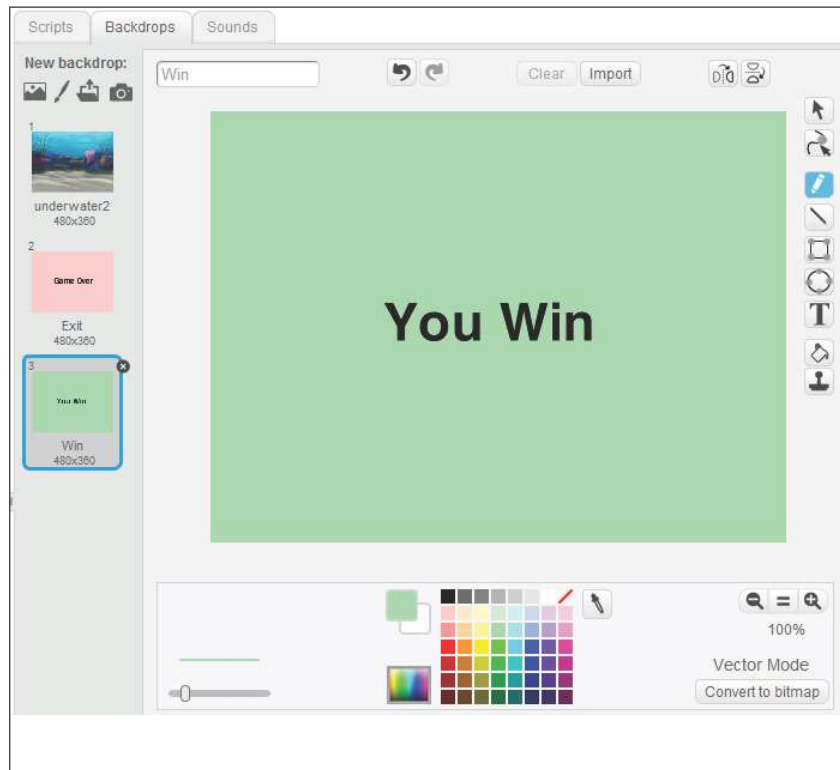 Scripts Backdrops Sounds
New backdrop:
Win
Clear Import
1
underwater2
480x360
2
Game Over
Exit
480x360
3
You Win
Win
480x360
You Win
T
100%
Vector Mode
Convert to bitmap